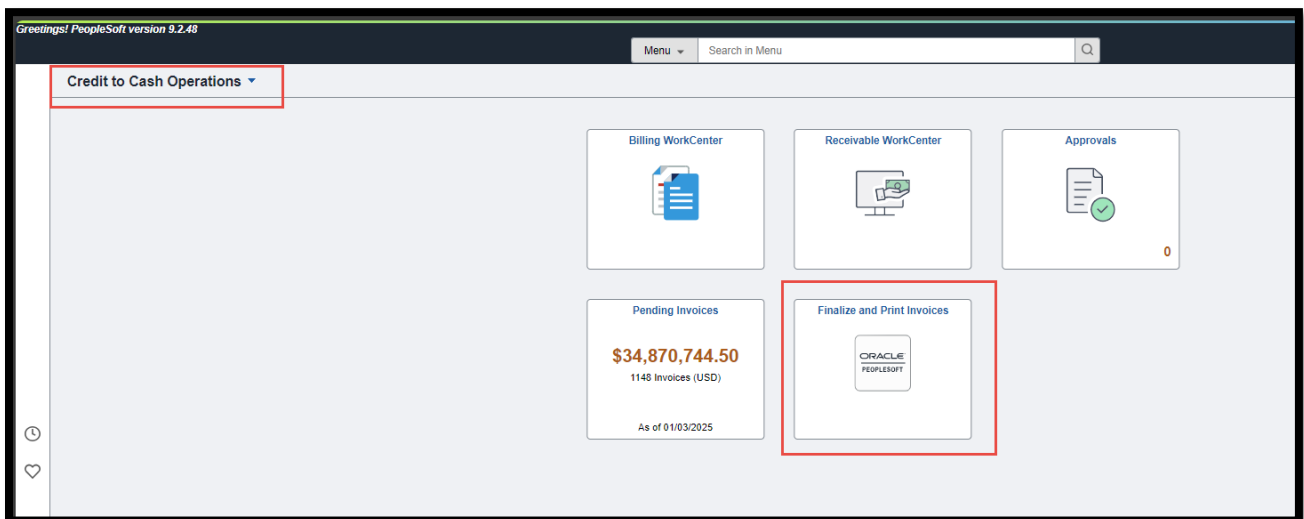 Greetings! PeopleSoft version 9.2.48
Menu
Search in Menu
Credit to Cash Operations
Billing WorkCenter
Receivable WorkCenter
Approvals
0
Pending Invoices
$34,870,744.50
1148 Invoices (USD)
As of 01/03/2025
Finalize and Print Invoices
ORACLE
PEOPLESOFT